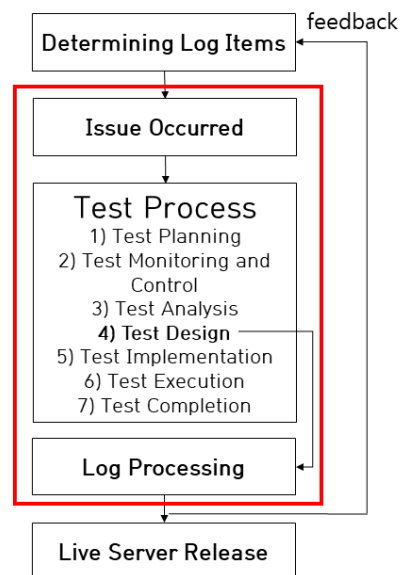 feedback
Determining Log Items
Issue Occurred
Test Process
1) Test Planning
2) Test Monitoring and
Control
3) Test Analysis
4) Test Design
5) Test Implementation
6) Test Execution
7) Test Completion
Log Processing
Live Server Release